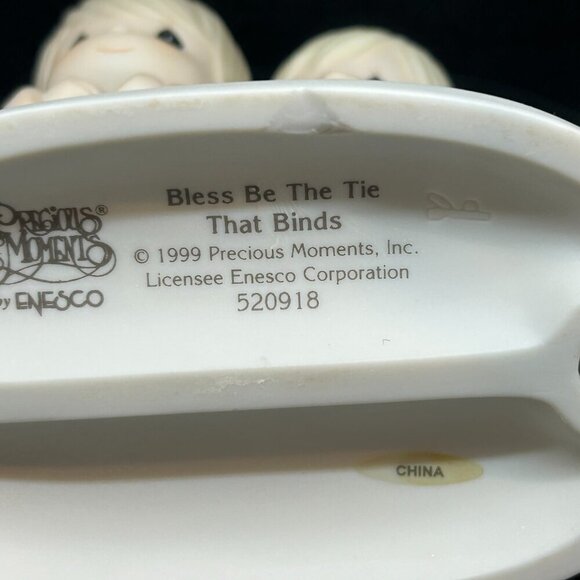 Precious®
Moments
by ENESCO
Bless Be The Tie
That Binds
© 1999 Precious Moments, Inc.
Licensee Enesco Corporation
520918
CHINA